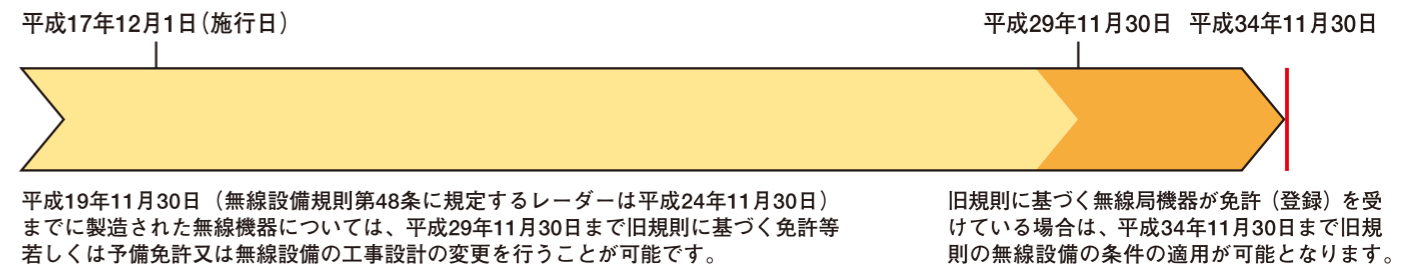 平成17年12月1日（施行日）
平成29年11月30日
平成34年11月30日
平成19年11月30日（無線設備規則第48条に規定するレーダーは平成24年11月30日）
までに製造された無線機器については、平成29年11月30日まで旧規則に基づく免許等
若しくは予備免許又は無線設備の工事設計の変更を行うことが可能です。
旧規則に基づく無線局機器が免許（登録）を受
けている場合は、平成34年11月30日まで旧規
則の無線設備の条件の適用が可能となります。